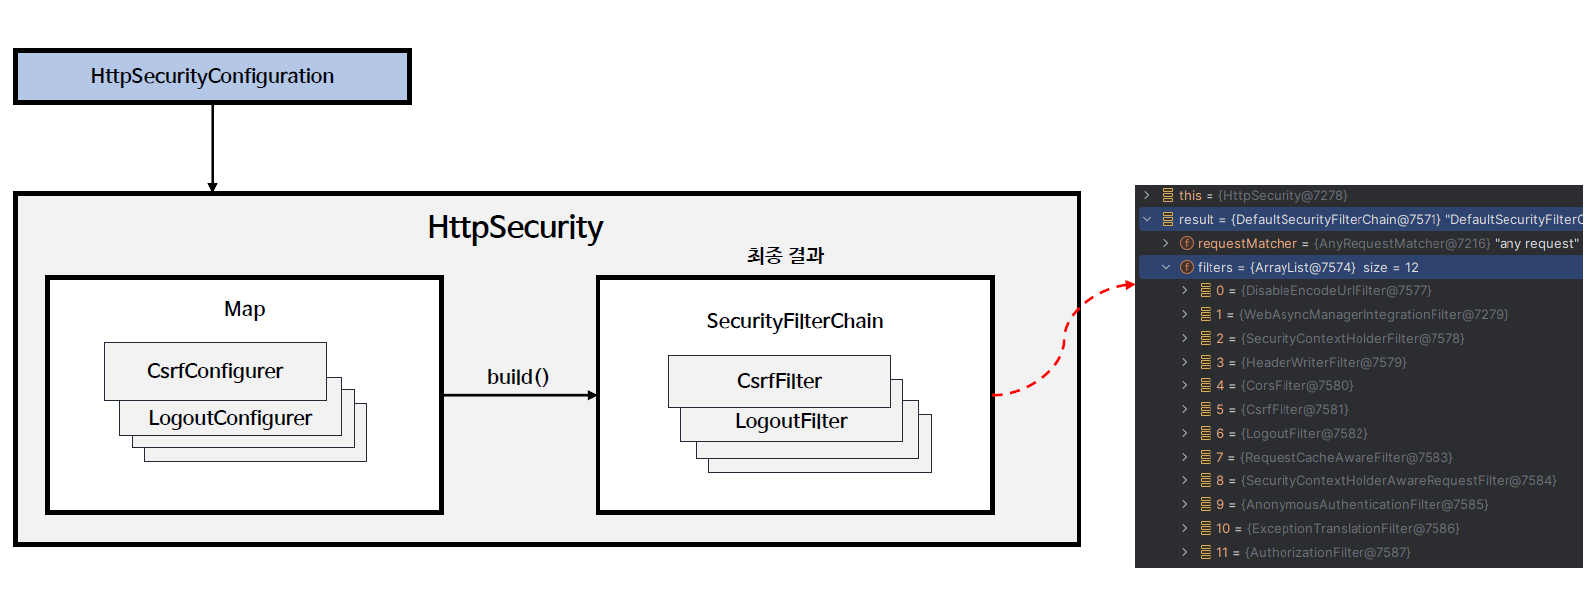 HttpSecurityConfiguration
HttpSecurity
최종 결과
Map
CsrfConfigurer
LogoutConfigurer
build()
SecurityFilterChain
CsrfFilter
LogoutFilter
this = {HttpSecurity@7278}
result = {DefaultSecurityFilterChain@7571} "DefaultSecurityFilterC
requestMatcher = {AnyRequestMatcher@7216} "any request"
filters = {ArrayList@7574} size = 12
0 = {DisableEncodeUrlFilter@7577}
1 = {WebAsyncManagerIntegrationFilter@7279}
2 = {SecurityContextHolderFilter@7578}
3 = {HeaderWriterFilter@7579}
4 = {CorsFilter@7580}
5 = {CsrfFilter@7581}
6 = {LogoutFilter@7582}
7 = {RequestCacheAwareFilter@7583}
8 = {SecurityContextHolderAwareRequestFilter@7584}
9 = {AnonymousAuthenticationFilter@7585}
10 = {ExceptionTranslationFilter@7586}
11 = {AuthorizationFilter@7587}